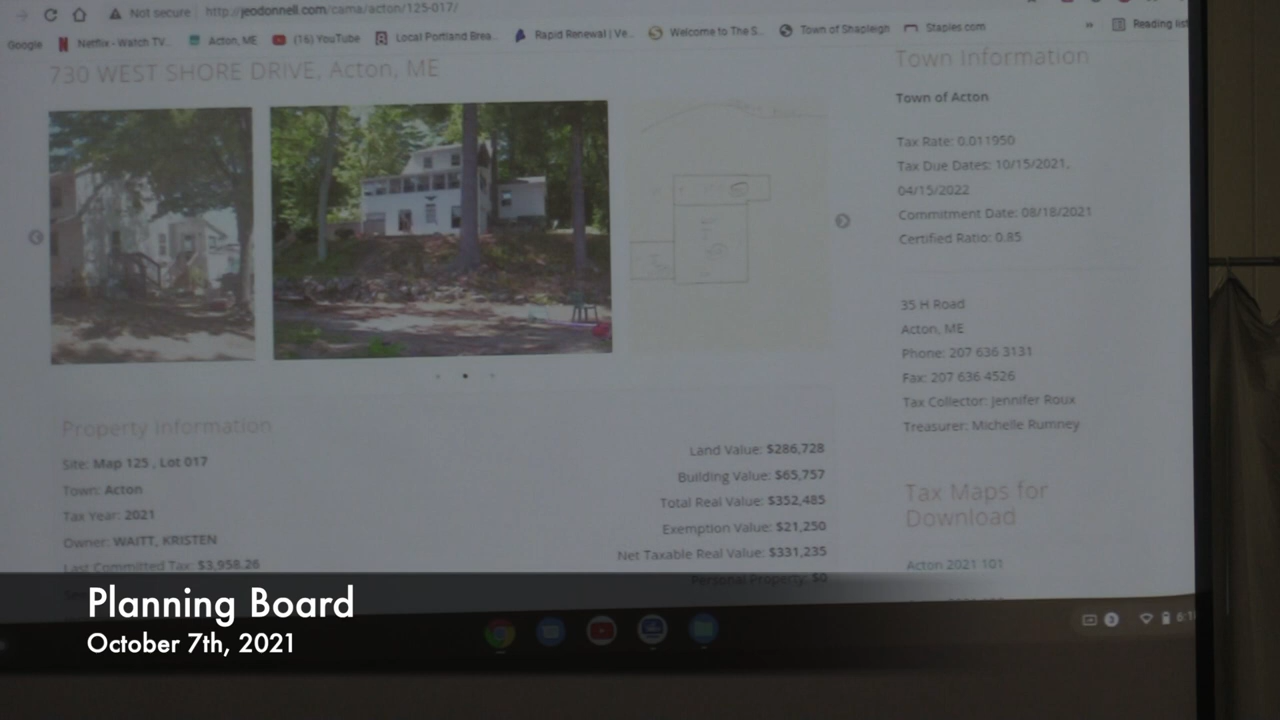 Not secure
http://jeodonnell.com/cama/acton/125-017/
Google
Netflix - Watch TV...
Acton, ME
(16) YouTube
Local Portland Brea...
Rapid Renewal | Ve...
Welcome to The S...
Town of Shapleigh
Staples.com
»
Reading list
730 WEST SHORE DRIVE, Acton, ME
Property Information
Site: Map 125 , Lot 017
Town: Acton
Tax Year: 2021
Owner: WAITT, KRISTEN
Last Committed Tax: $3,958.26
Land Value: $286,728
Building Value: $65,757
Total Real Value: $352,485
Exemption Value: $21,250
Net Taxable Real Value: $331,235
Personal Property: $0
Town Information
Town of Acton
Tax Rate: 0.011950
Tax Due Dates: 10/15/2021,
04/15/2022
Commitment Date: 08/18/2021
Certified Ratio: 0.85
35 H Road
Acton, ME
Phone: 207 636 3131
Fax: 207 636 4526
Tax Collector: Jennifer Roux
Treasurer: Michelle Rumney
Tax Maps for
Download
Acton 2021 101
Planning Board
October 7th, 2021
3